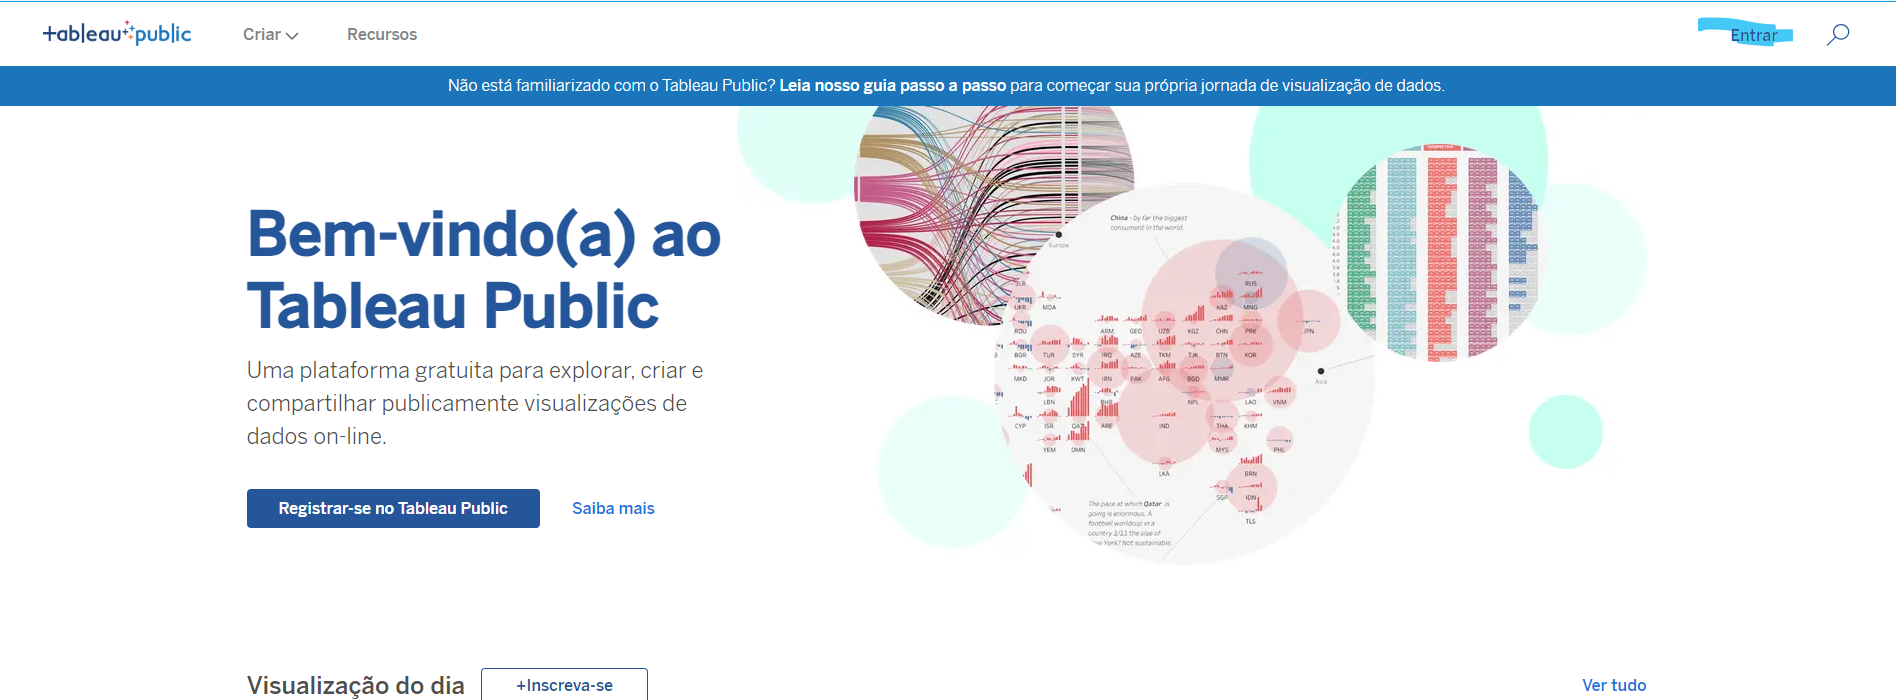 +ableau public
Criar
Recursos
Entrar
Não está familiarizado com o Tableau Public? Leia nosso guia passo a passo para começar sua própria jornada de visualização de dados.
Bem-vindo(a) ao
Tableau Public
Uma plataforma gratuita para explorar, criar e
compartilhar publicamente visualizações de
dados on-line.
Registrar-se no Tableau Public
Saiba mais
China - by far the biggest
consument in the world.
Europe
RUS
UKR MDA KAZ MNG
ROU ARM GEO UZB KGZ CHN PRK JPN
BGR TUR SYR IRQ AZE TKM TJK BTN KOR
MKD JOR KWT IRN PAK AFG BGD MMR
Asia
LBN BHR NPL LAO VNM
CYP ISR QAT ARE IND THA KHM
YEM OMN MYS PHL
LKA BRN
SGP IDN
TLS
The pace at which Qatar is
going is enormous. A
football worldcup in a
country 1/11 the size of
York? Not sustainable.
Visualização do dia
+Inscreva-se
Ver tudo